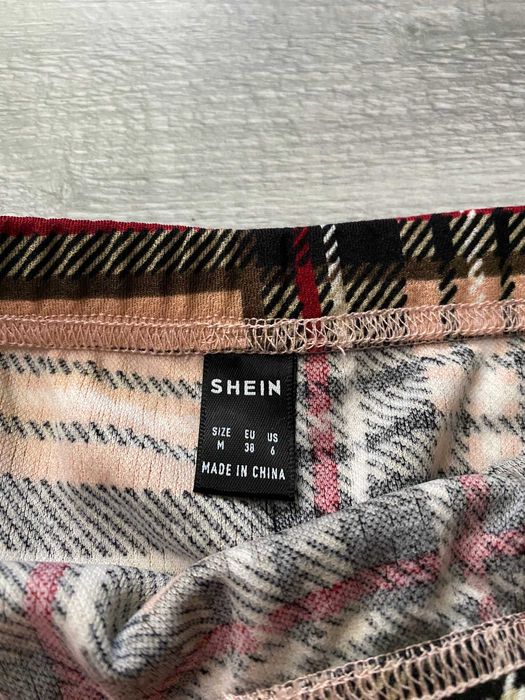 SHEIN
SIZE EU US
M 38 6
MADE IN CHINA